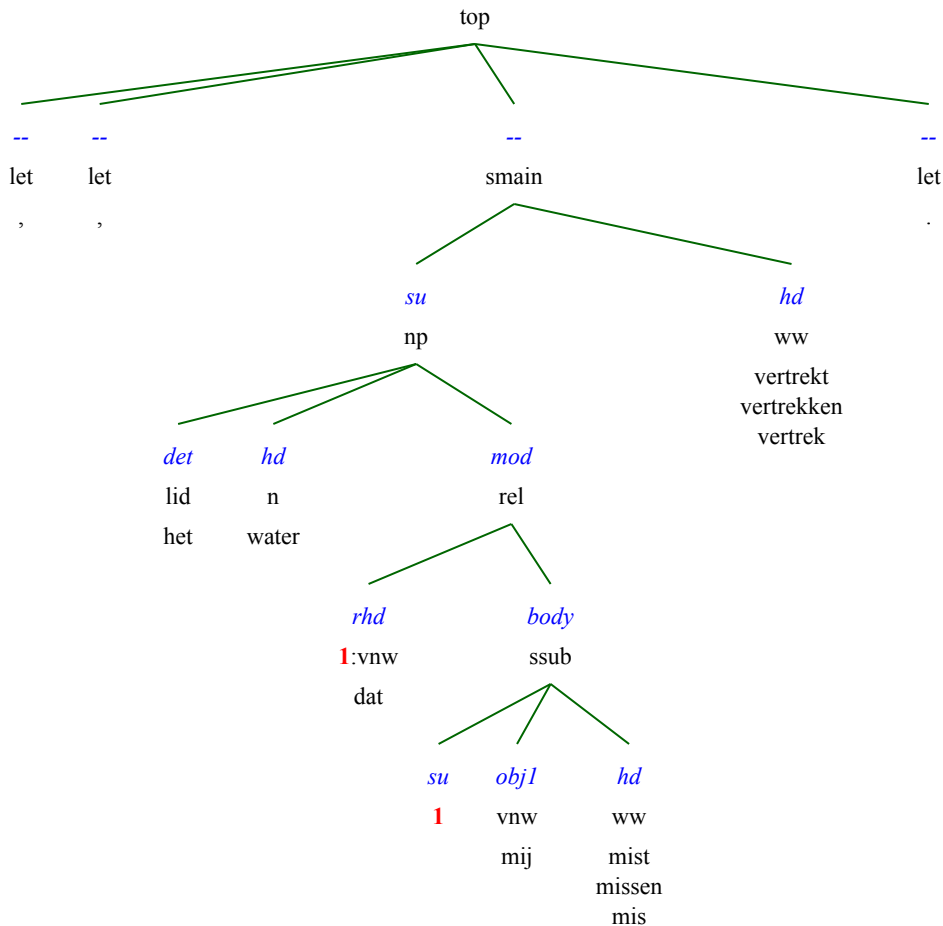 top
-- -- -- --
let let smain let
, , .
su hd
np ww
vertrekt
vertrekken
vertrek
det hd mod
lid n rel
het water
rhd body
1:vnw ssub
dat
su obj1 hd
1 vnw ww
mij mist
missen
mis